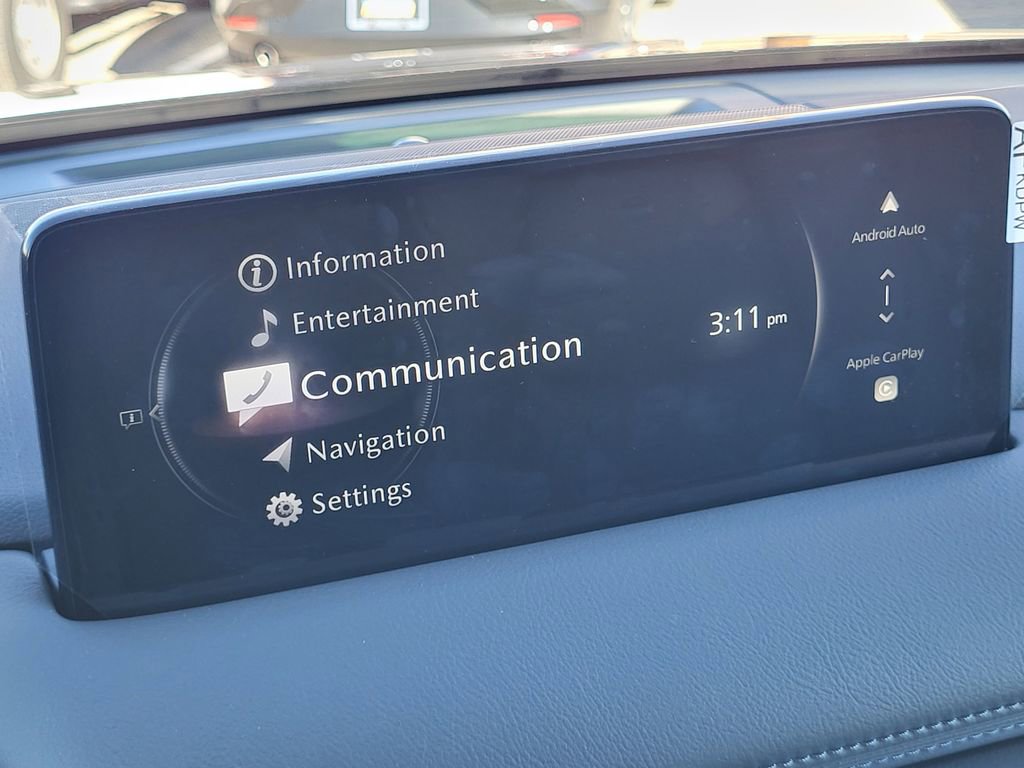 Information
Entertainment
Communication
Navigation
Settings
3:11 pm
Android Auto
Apple CarPlay